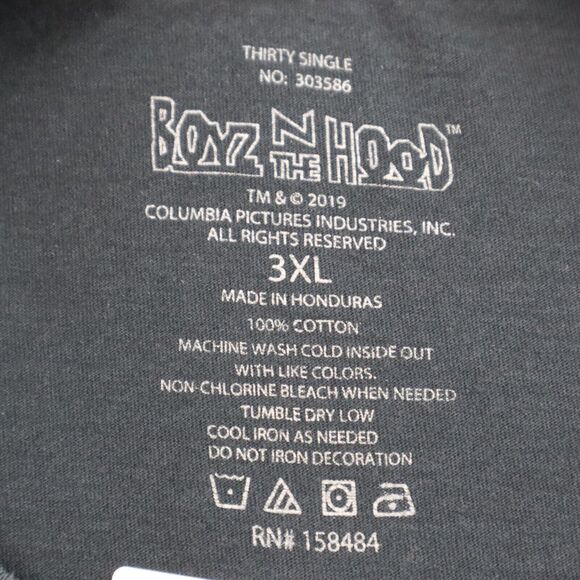 THIRTY SINGLE
NO: 303586
BOYZ N THE HOOD™
TM & © 2019
COLUMBIA PICTURES INDUSTRIES, INC.
ALL RIGHTS RESERVED
3XL
MADE IN HONDURAS
100% COTTON
MACHINE WASH COLD INSIDE OUT
WITH LIKE COLORS.
NON-CHLORINE BLEACH WHEN NEEDED
TUMBLE DRY LOW
COOL IRON AS NEEDED
DO NOT IRON DECORATION
RN# 158484